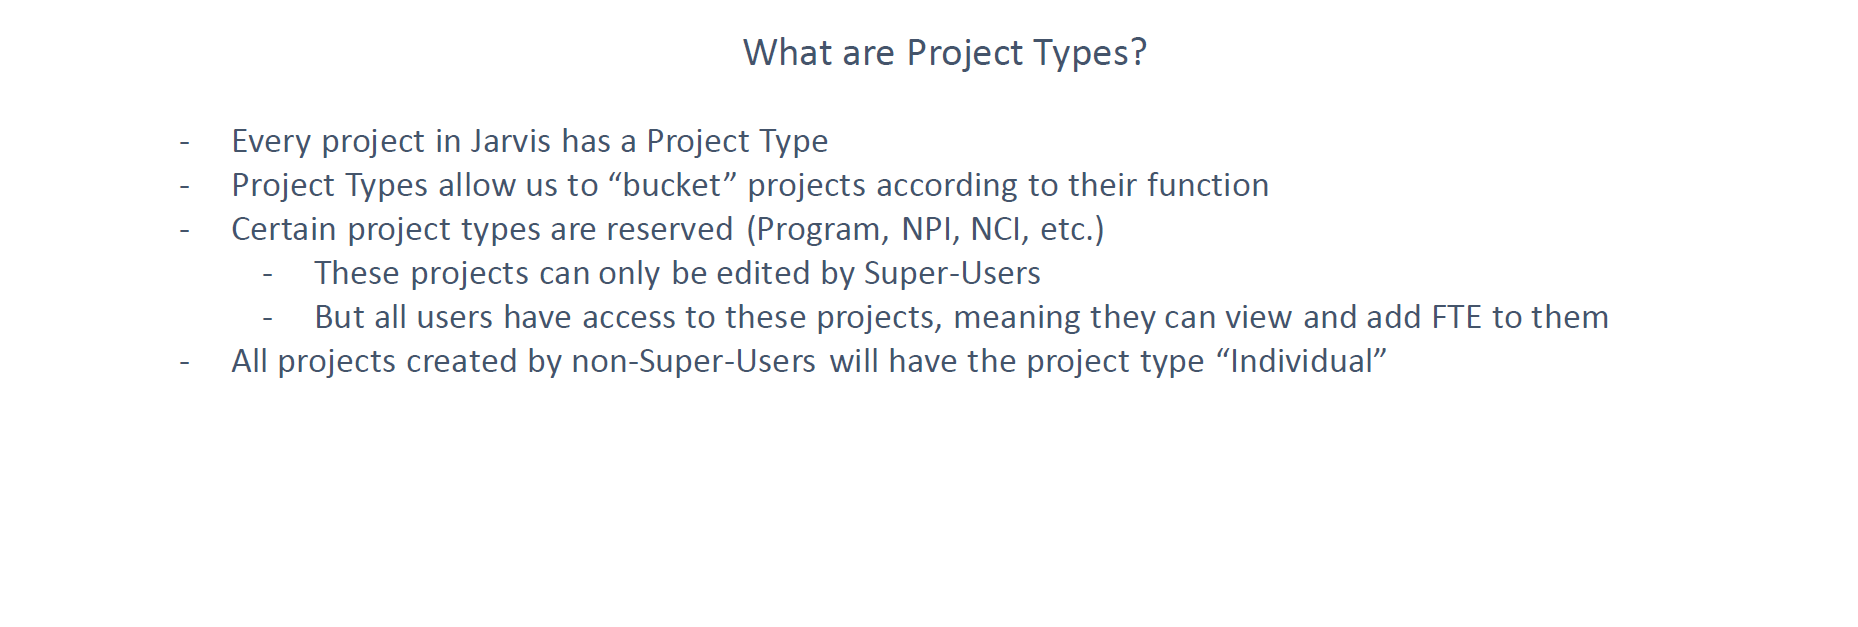 What are Project Types?
- Every project in Jarvis has a Project Type
- Project Types allow us to “bucket” projects according to their function
- Certain project types are reserved (Program, NPI, NCI, etc.)
- These projects can only be edited by Super-Users
- But all users have access to these projects, meaning they can view and add FTE to them
- All projects created by non-Super-Users will have the project type “Individual”